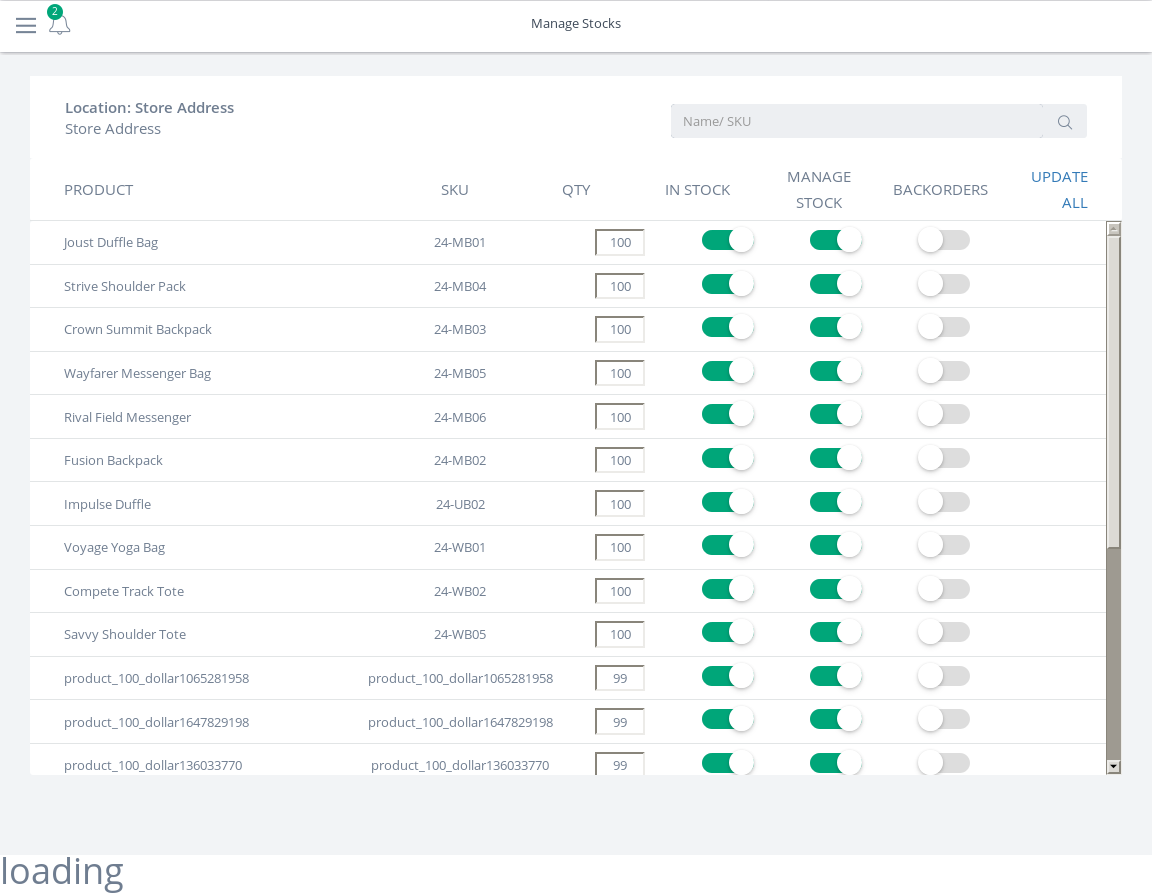 2
Manage Stocks
Location: Store Address
Store Address
Name/ SKU
PRODUCT SKU QTY IN STOCK MANAGE STOCK BACKORDERS UPDATE ALL
Joust Duffle Bag 24-MB01 100
Strive Shoulder Pack 24-MB04 100
Crown Summit Backpack 24-MB03 100
Wayfarer Messenger Bag 24-MB05 100
Rival Field Messenger 24-MB06 100
Fusion Backpack 24-MB02 100
Impulse Duffle 24-UB02 100
Voyage Yoga Bag 24-WB01 100
Compete Track Tote 24-WB02 100
Savvy Shoulder Tote 24-WB05 100
product_100_dollar1065281958 product_100_dollar1065281958 99
product_100_dollar1647829198 product_100_dollar1647829198 99
product_100_dollar136033770 product_100_dollar136033770 99
loading